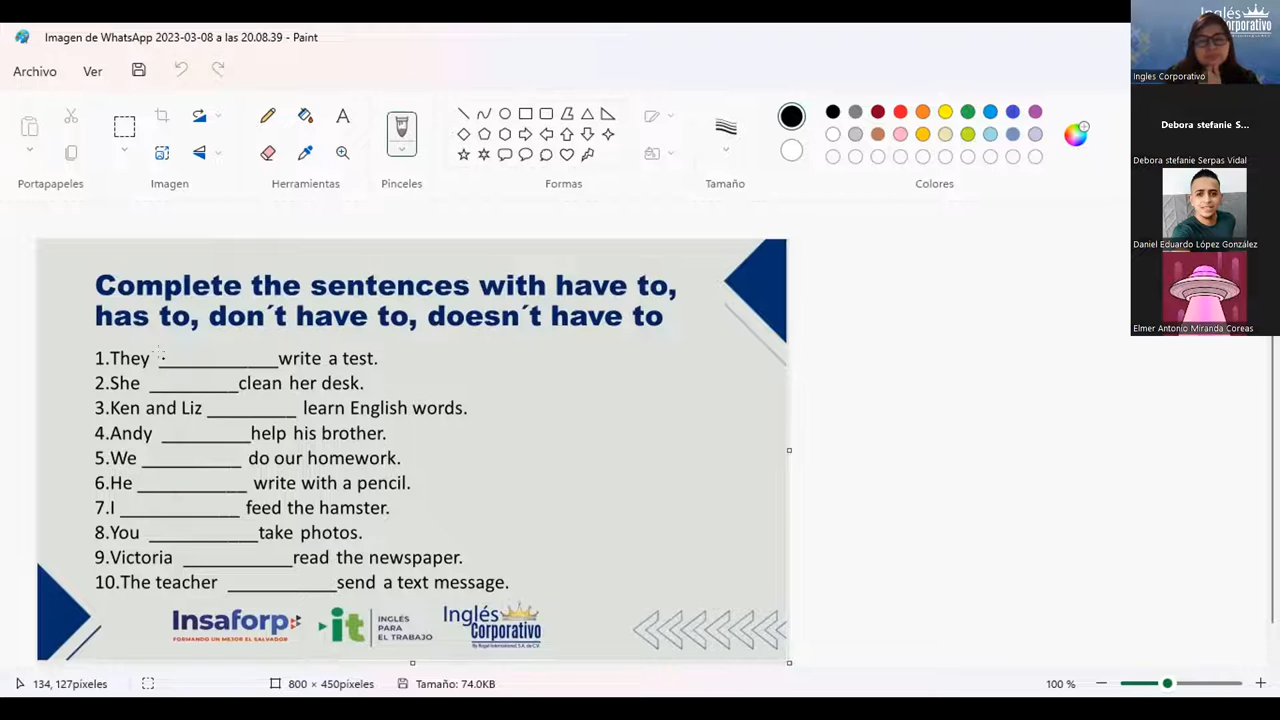 Imagen de WhatsApp 2023-03-08 a las 20.08.39 - Paint
Archivo
Ver
Portapapeles
Imagen
Herramientas
Pinceles
Formas
Tamaño
Colores
Complete the sentences with have to,
has to, don´t have to, doesn´t have to
1.They ____________write a test.
2.She _________clean her desk.
3.Ken and Liz _________ learn English words.
4.Andy _________help his brother.
5.We __________ do our homework.
6.He ___________ write with a pencil.
7.I ____________ feed the hamster.
8.You ___________take photos.
9.Victoria ___________read the newspaper.
10.The teacher ___________send a text message.
Insaforp
FORMANDO UN MEJOR EL SALVADOR
it
INGLÉS
PARA
EL TRABAJO
Inglés
Corporativo
134, 127píxeles
800 × 450píxeles
Tamaño: 74.0KB
100 %
Inglés
Corporativo
Ingles Corporativo
Debora stefanie S...
Debora stefanie Serpas Vidal
Daniel Eduardo López González
Elmer Antonio Miranda Coreas